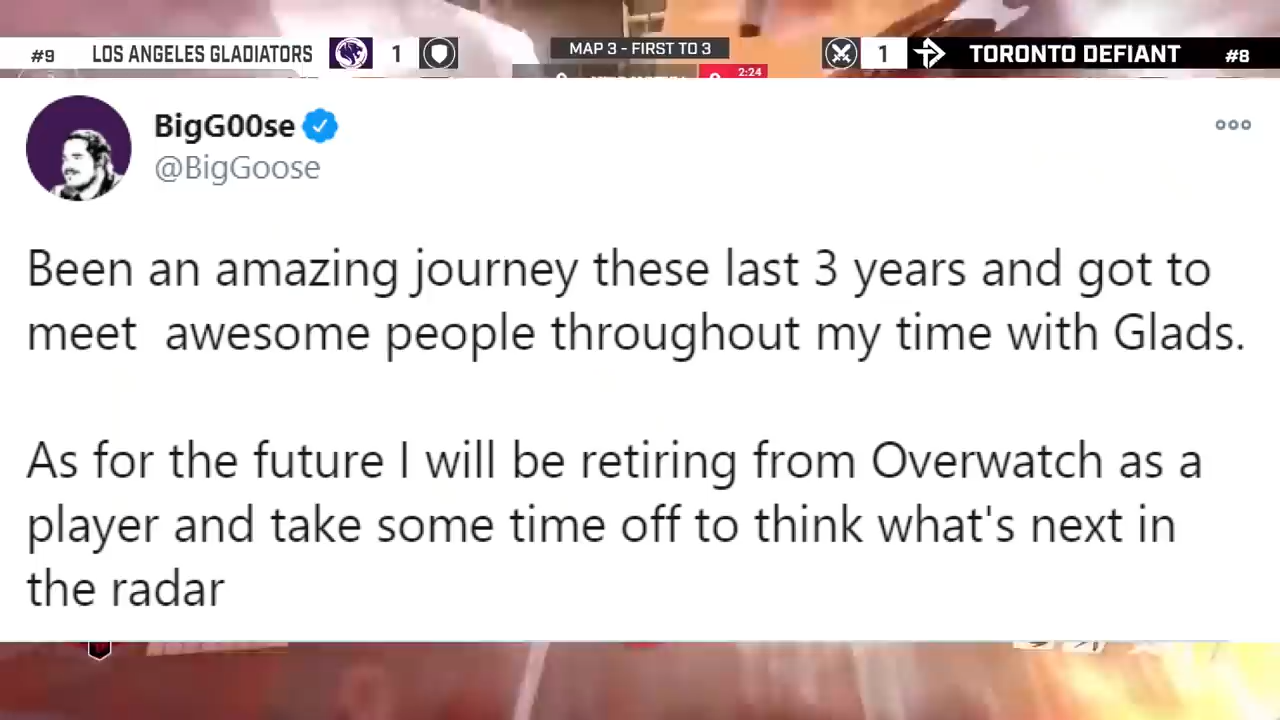 #9 LOS ANGELES GLADIATORS 1 MAP 3 - FIRST TO 3 1 TORONTO DEFIANT #8
2:24
BigG00se
@BigGoose
Been an amazing journey these last 3 years and got to
meet awesome people throughout my time with Glads.
As for the future I will be retiring from Overwatch as a
player and take some time off to think what's next in
the radar